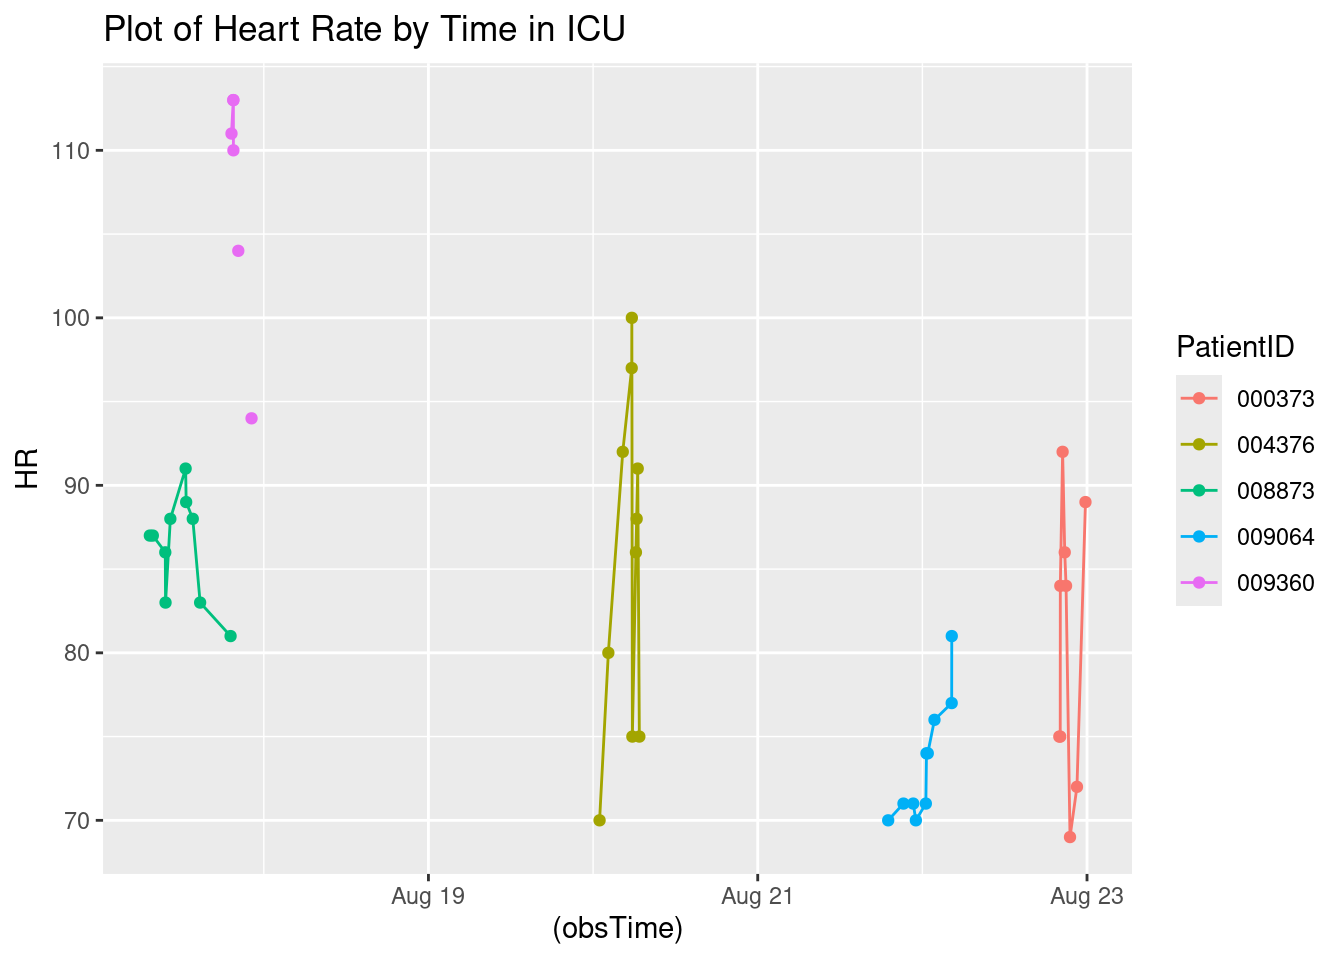 Plot of Heart Rate by Time in ICU
110
100
90
80
70
HR
Aug 19
Aug 21
Aug 23
(obsTime)
PatientID
000373
004376
008873
009064
009360